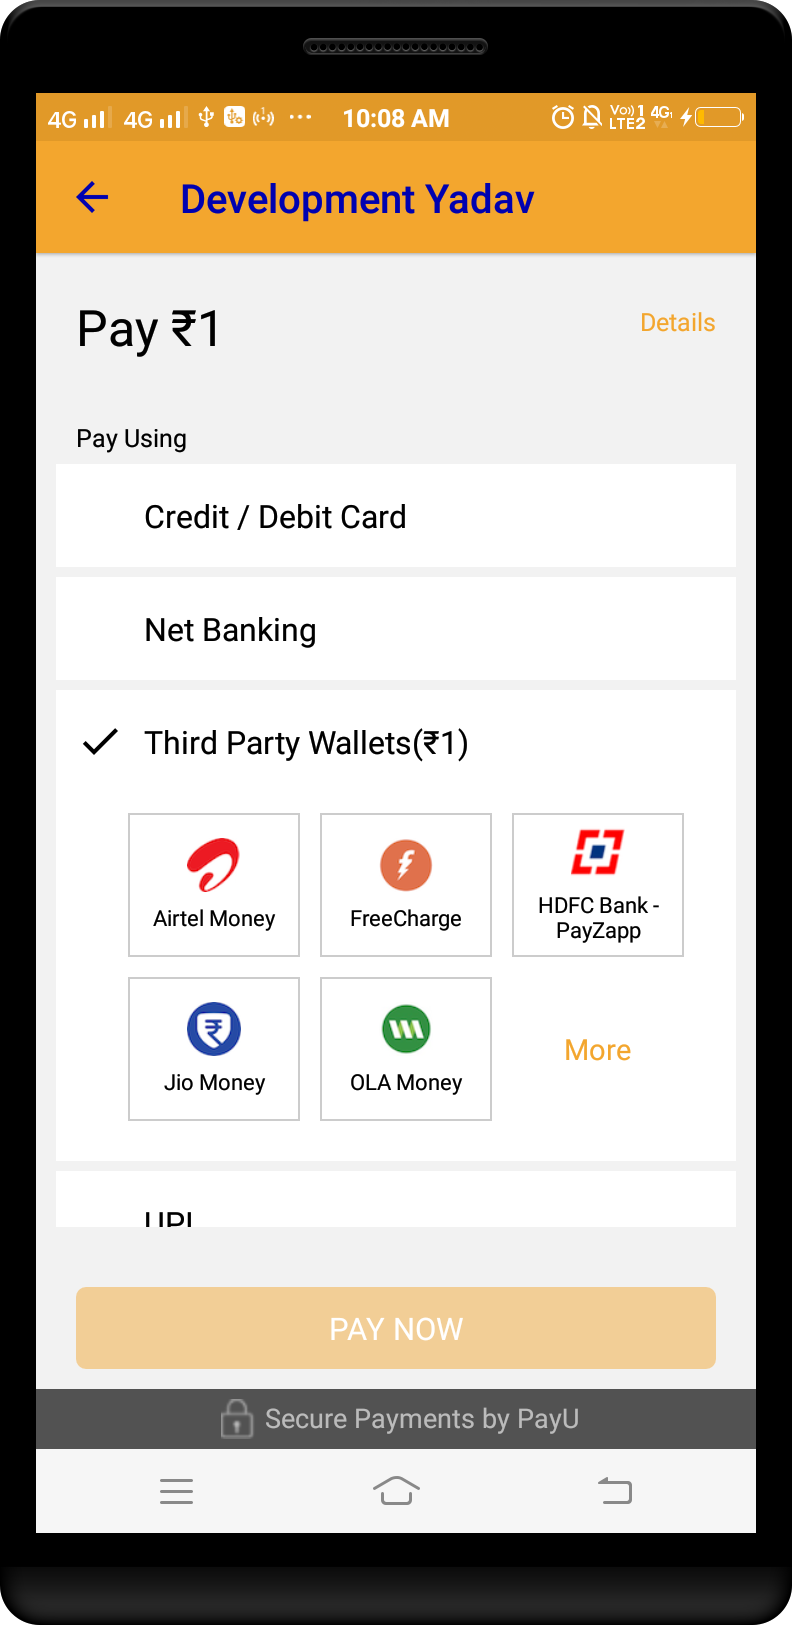 4G 4G ... 10:08 AM Vo)) 1 LTE2 4G
Development Yadav
Pay ₹1
Details
Pay Using
Credit / Debit Card
Net Banking
Third Party Wallets(₹1)
Airtel Money
FreeCharge
HDFC Bank -
PayZapp
Jio Money
OLA Money
More
UPI
PAY NOW
Secure Payments by PayU